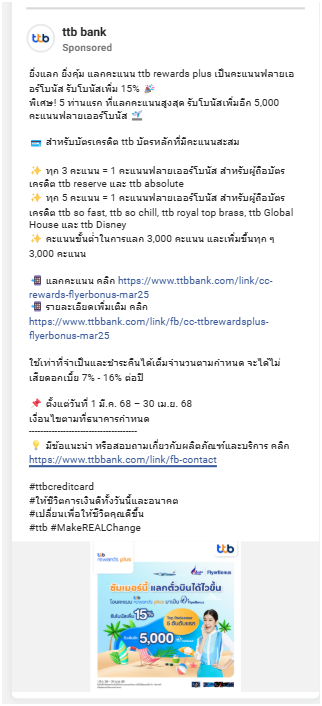 ttb bank
Sponsored
ยิ่งแลก ยิ่งคุ้ม แลกคะแนน ttb rewards plus เป็นคะแนนฟลายเอ
อร์โบนัส รับโบนัสเพิ่ม 15% 🎉
พิเศษ! 5 ท่านแรก ที่แลกคะแนนสูงสุด รับโบนัสเพิ่มอีก 5,000
คะแนนฟลายเออร์โบนัส
สำหรับบัตรเครดิต ttb บัตรหลักที่มีคะแนนสะสม
✨ ทุก 3 คะแนน = 1 คะแนนฟลายเออร์โบนัส สำหรับผู้ถือบัตร
เครดิต ttb reserve และ ttb absolute
✨ ทุก 5 คะแนน = 1 คะแนนฟลายเออร์โบนัส สำหรับผู้ถือบัตร
เครดิต ttb so fast, ttb so chill, ttb royal top brass, ttb Global
House และ ttb Disney
✨ คะแนนขั้นต่ำในการแลก 3,000 คะแนน และเพิ่มขึ้นทุก ๆ
3,000 คะแนน
📲 แลกคะแนน คลิก https://www.ttbbank.com/link/cc-
rewards-flyerbonus-mar25
📲 รายละเอียดเพิ่มเติม คลิก
https://www.ttbbank.com/link/fb/cc-ttbrewardsplus-
flyerbonus-mar25
ใช้เท่าที่จำเป็นและชำระคืนได้เต็มจำนวนตามกำหนด จะได้ไม่
เสียดอกเบี้ย 7% - 16% ต่อปี
📌 ตั้งแต่วันที่ 1 มี.ค. 68 – 30 เม.ย. 68
เงื่อนไขตามที่ธนาคารกำหนด
-------------------------------------
💡 มีข้อแนะนำ หรือสอบถามเกี่ยวกับผลิตภัณฑ์และบริการ คลิก
https://www.ttbbank.com/link/fb-contact
#ttbcreditcard
#ให้ชีวิตการเงินดีทั้งวันนี้และอนาคต
#เปลี่ยนเพื่อให้ชีวิตคุณดีขึ้น
#ttb #MakeREALChange
ttb
rewards plus
ttb
FlyerBonus
ซัมเมอร์นี้ แลกตั๋วบินได้ไวขึ้น
15%
5 อันดับแรก
5,000